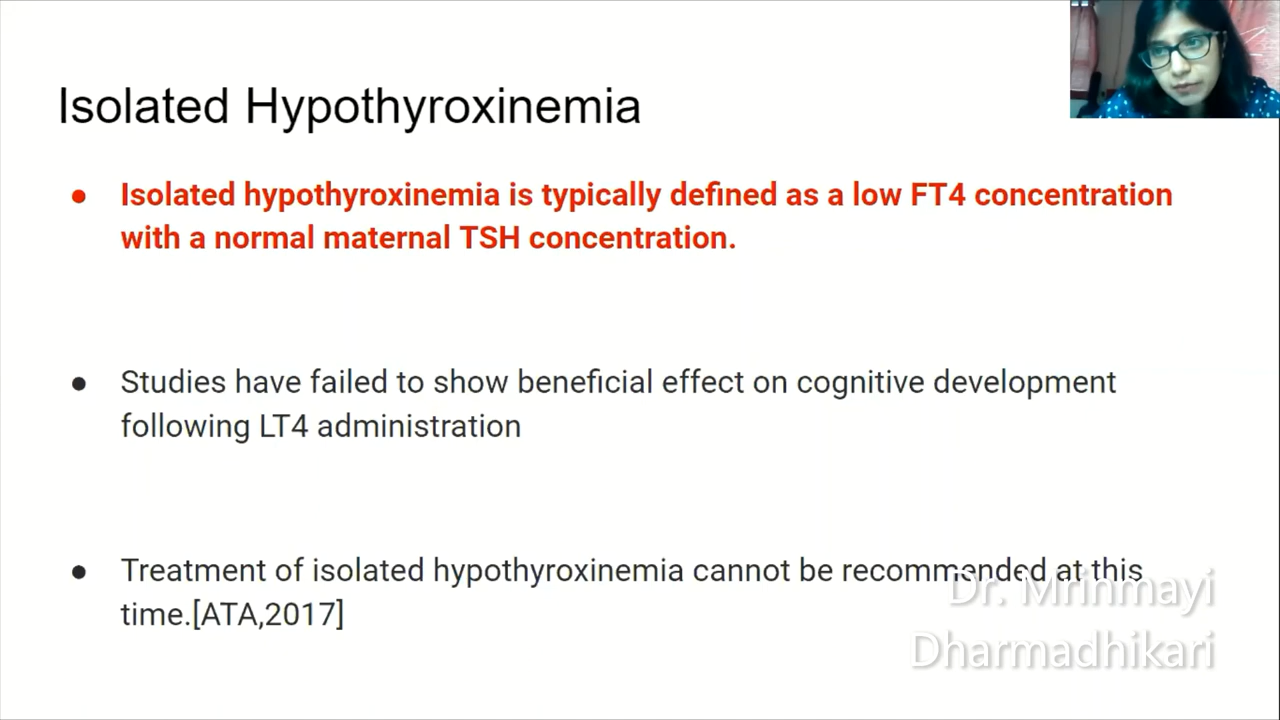 Isolated Hypothyroxinemia
● Isolated hypothyroxinemia is typically defined as a low FT4 concentration
with a normal maternal TSH concentration.
● Studies have failed to show beneficial effect on cognitive development
following LT4 administration
● Treatment of isolated hypothyroxinemia cannot be recommended at this
time.[ATA,2017]
Dr. Mrinmayi
Dharmadhikari